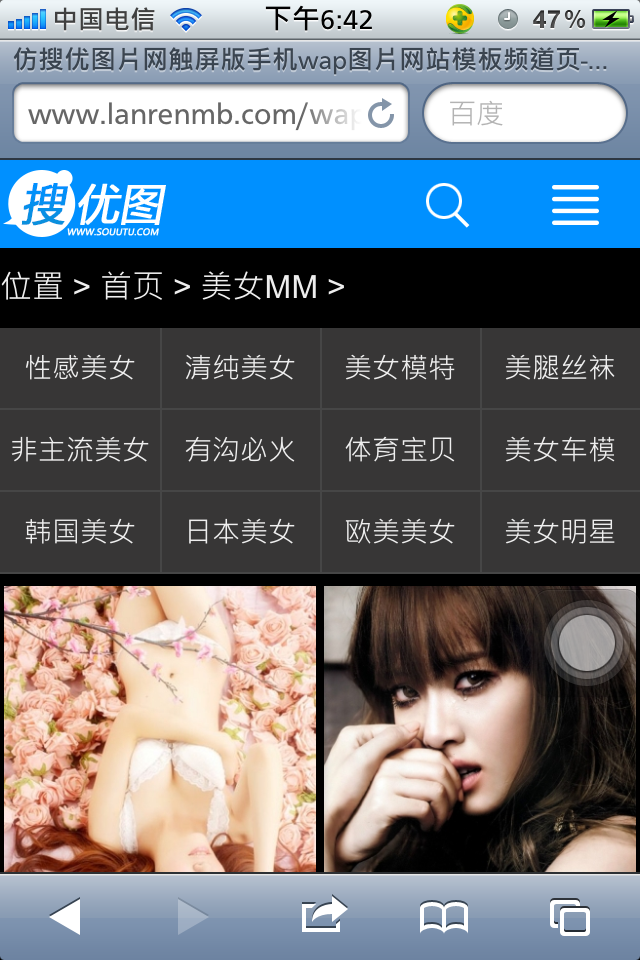 中国电信 下午6:42 47%
仿搜优图片网触屏版手机wap图片网站模板频道页-...
www.lanrenmb.com/wap 百度
搜优图
WWW.SOUUTU.COM
位置 > 首页 > 美女MM >
性感美女 清纯美女 美女模特 美腿丝袜
非主流美女 有沟必火 体育宝贝 美女车模
韩国美女 日本美女 欧美美女 美女明星